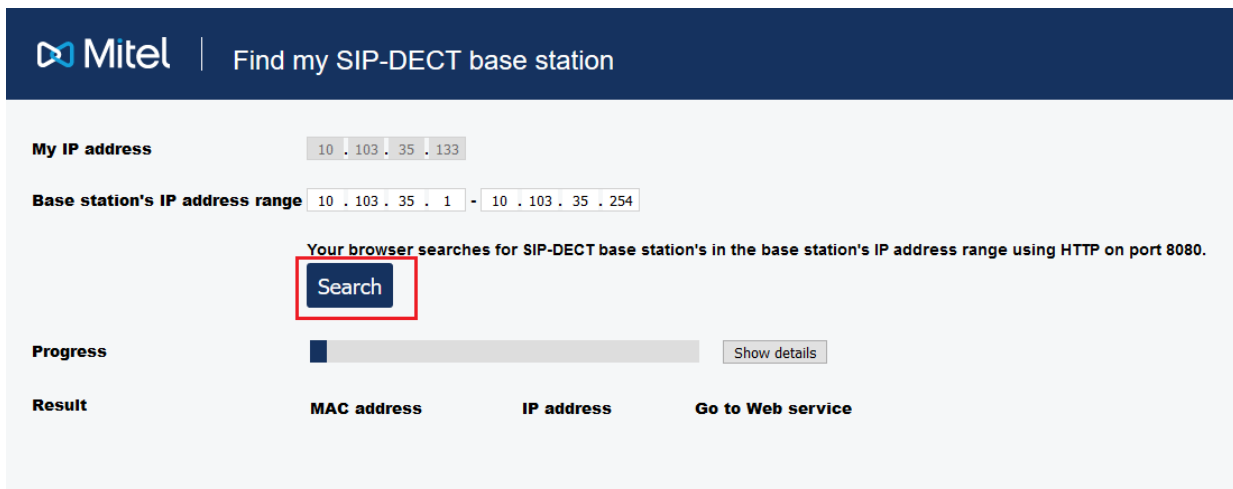 Mitel | Find my SIP-DECT base station
My IP address 10 . 103 . 35 . 133
Base station's IP address range 10 . 103 . 35 . 1 - 10 . 103 . 35 . 254
Your browser searches for SIP-DECT base station's in the base station's IP address range using HTTP on port 8080.
Search
Progress Show details
Result MAC address IP address Go to Web service